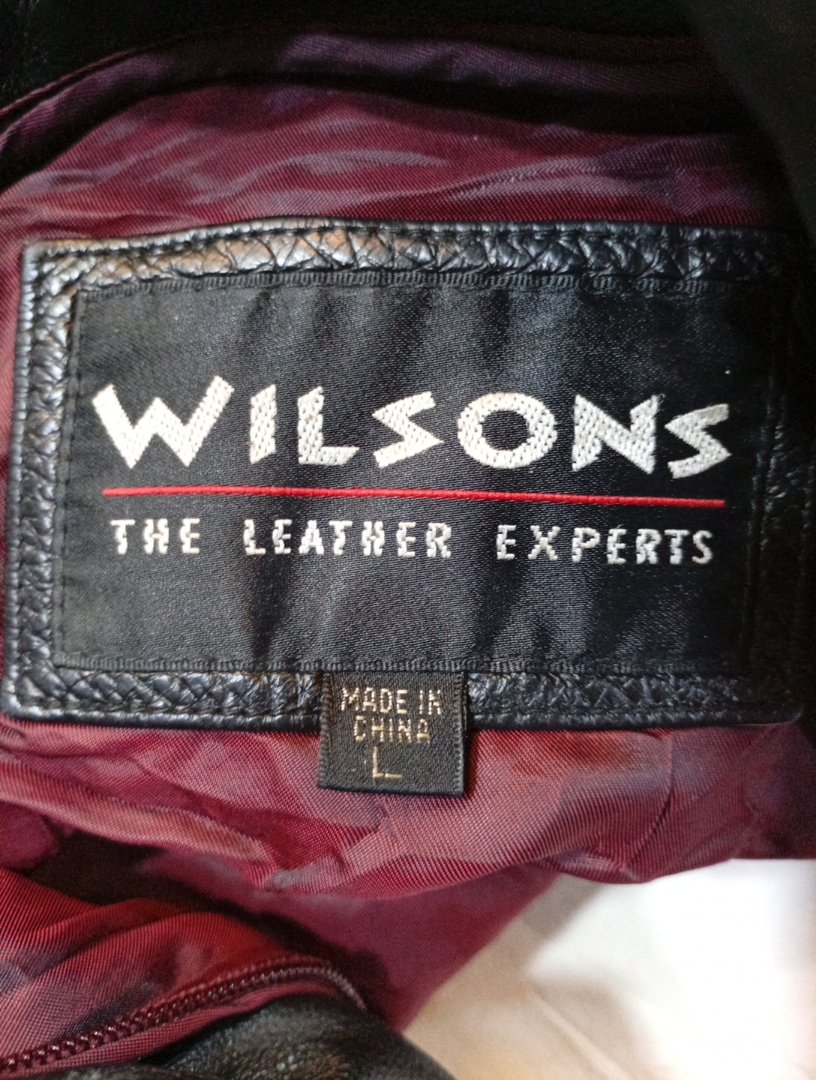 WILSONS
THE LEATHER EXPERTS
MADE IN
CHINA
L